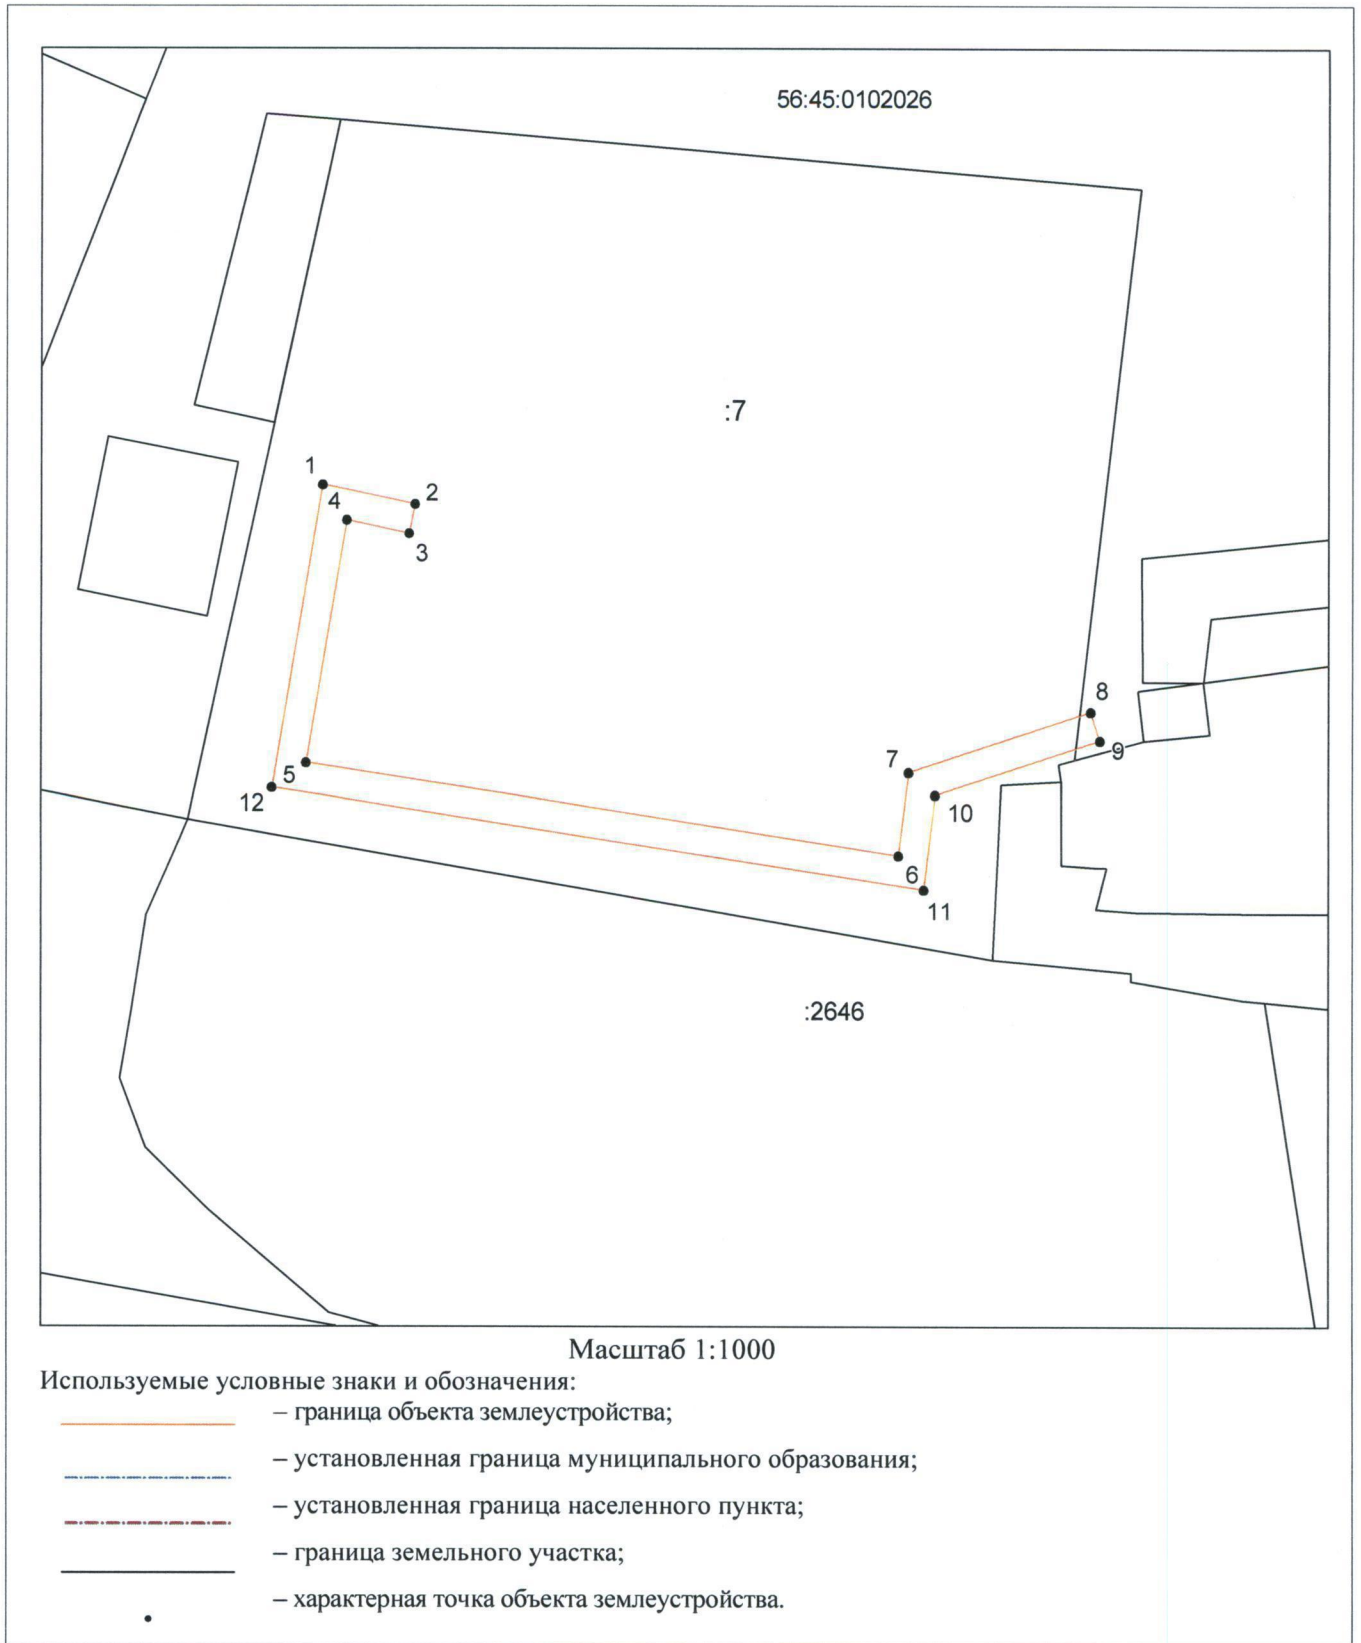 56:45:0102026
:7
1
2
4
3
8
9
7
5
12
10
6
11
:2646
Масштаб 1:1000
Используемые условные знаки и обозначения:
– граница объекта землеустройства;
– установленная граница муниципального образования;
– установленная граница населенного пункта;
– граница земельного участка;
– характерная точка объекта землеустройства.